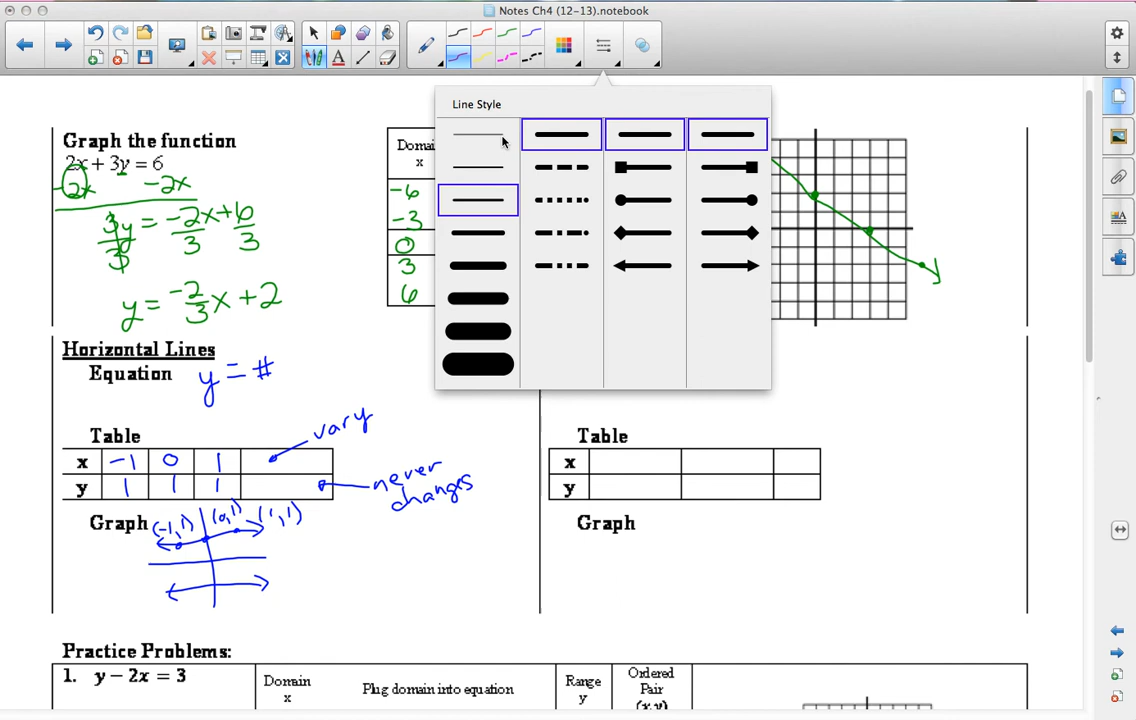 Notes Ch4 (12-13).notebook
Line Style
Graph the function
2x + 3y = 6
-2x -2x
3y = -2x+6
3 3 3
y = -2/3x + 2
Domain
x
-6
-3
0
3
6
Horizontal Lines
Equation y = #
vary
Table
x -1 0 1
y 1 1 1
never
changes
Graph (-1,1) (0,1) (1,1)
Table
x
y
Graph
Practice Problems:
1. y − 2x = 3
Domain
x
Plug domain into equation
Range
y
Ordered
Pair
(x,y)